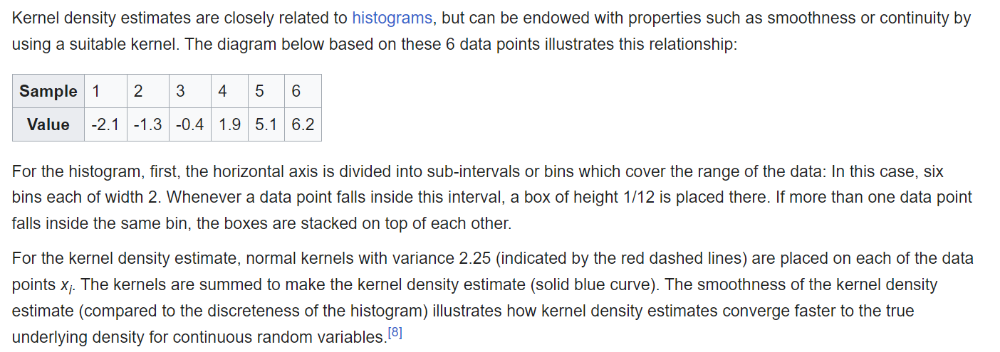 Kernel density estimates are closely related to histograms, but can be endowed with properties such as smoothness or continuity by
using a suitable kernel. The diagram below based on these 6 data points illustrates this relationship:
Sample 1 2 3 4 5 6
Value -2.1 -1.3 -0.4 1.9 5.1 6.2
For the histogram, first, the horizontal axis is divided into sub-intervals or bins which cover the range of the data: In this case, six
bins each of width 2. Whenever a data point falls inside this interval, a box of height 1/12 is placed there. If more than one data point
falls inside the same bin, the boxes are stacked on top of each other.
For the kernel density estimate, normal kernels with variance 2.25 (indicated by the red dashed lines) are placed on each of the data
points xᵢ. The kernels are summed to make the kernel density estimate (solid blue curve). The smoothness of the kernel density
estimate (compared to the discreteness of the histogram) illustrates how kernel density estimates converge faster to the true
underlying density for continuous random variables.[8]